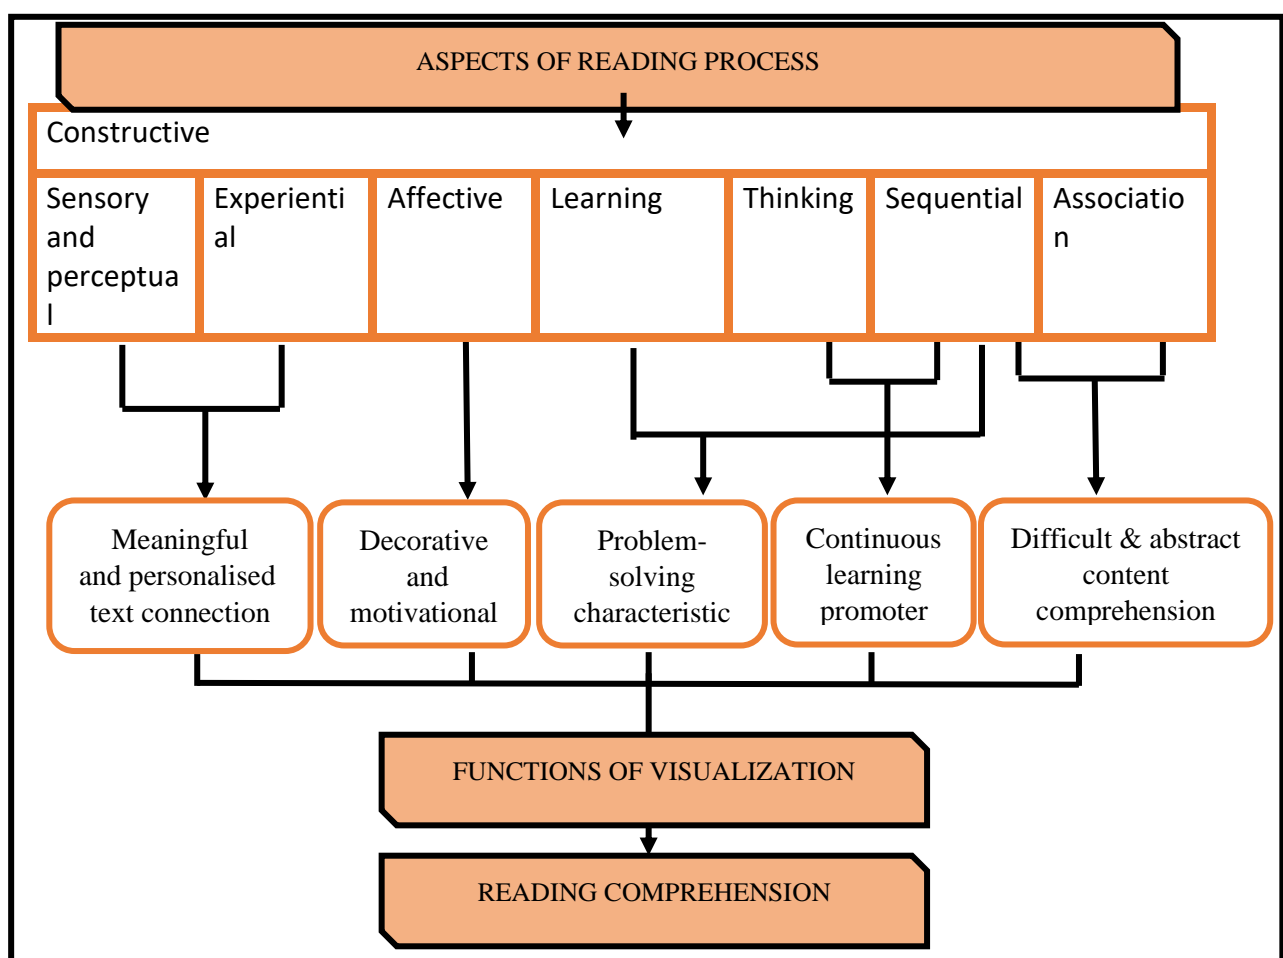 ASPECTS OF READING PROCESS
Constructive
Sensory
and
perceptua
l
Experienti
al
Affective
Learning
Thinking
Sequential
Associatio
n
Meaningful
and personalised
text connection
Decorative
and
motivational
Problem-
solving
characteristic
Continuous
learning
promoter
Difficult & abstract
content
comprehension
FUNCTIONS OF VISUALIZATION
READING COMPREHENSION